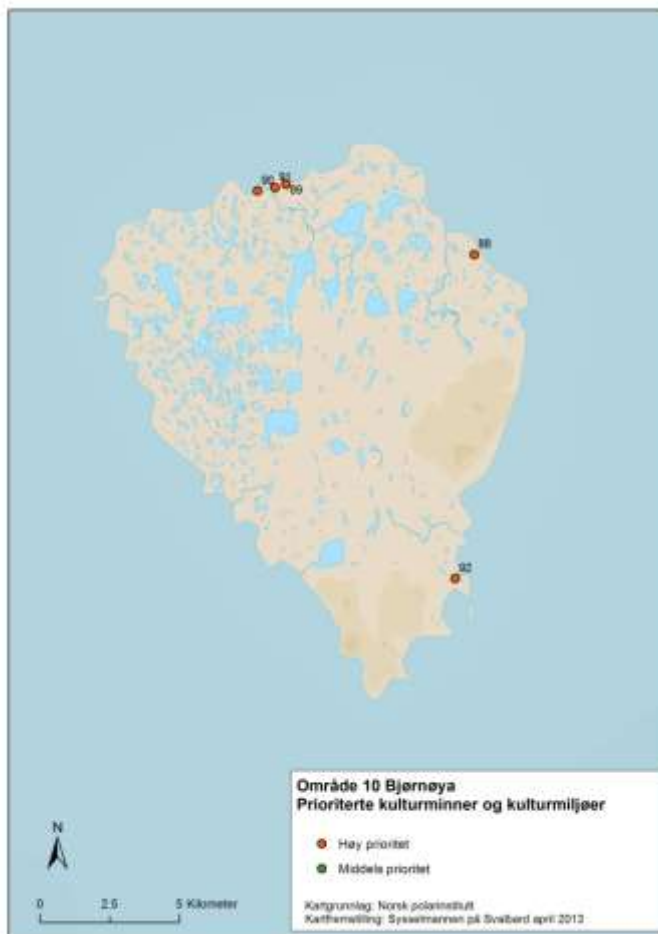 90 91
89
88
92
Område 10 Bjørnøya
Prioriterte kulturminner og kulturmiljøer
Høy prioritet
Middels prioritet
N
0 2.5 5 Kilometer
Kartgrunnlag: Norsk polarinstitutt
Kartfremstilling: Sysselmannen på Svalbard april 2013